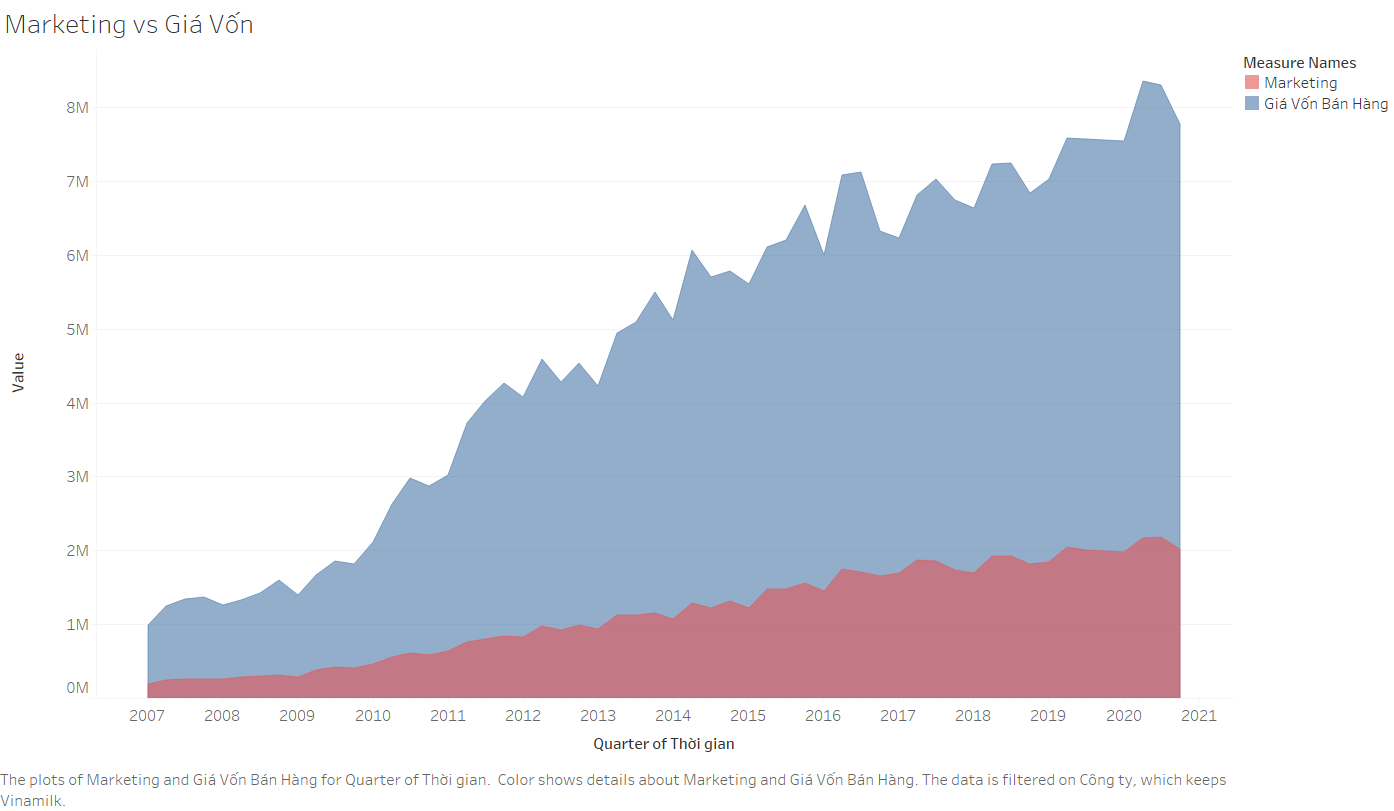 Marketing vs Giá Vốn
Measure Names
Marketing
Giá Vốn Bán Hàng
8M
7M
6M
5M
4M
3M
2M
1M
0M
Value
2007 2008 2009 2010 2011 2012 2013 2014 2015 2016 2017 2018 2019 2020 2021
Quarter of Thời gian
The plots of Marketing and Giá Vốn Bán Hàng for Quarter of Thời gian.  Color shows details about Marketing and Giá Vốn Bán Hàng. The data is filtered on Công ty, which keeps
Vinamilk.